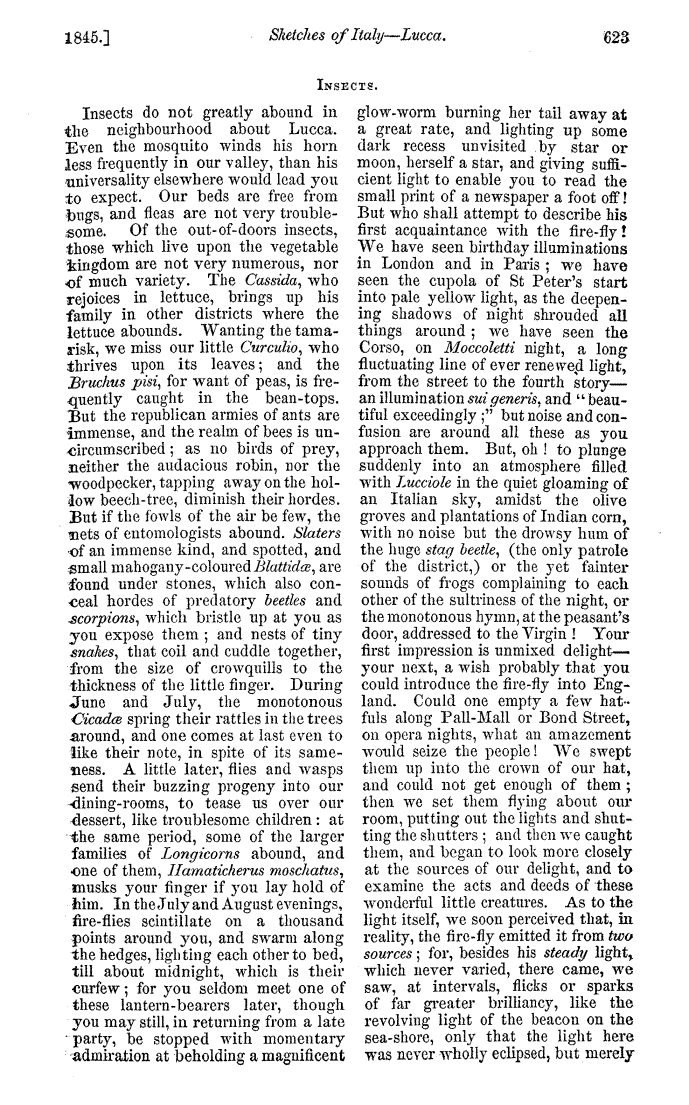 1845.] Sketches of Italy—Lucca. 623
Insects.
Insects do not greatly abound in
the neighbourhood about Lucca.
Even the mosquito winds his horn
less frequently in our valley, than his
universality elsewhere would lead you
to expect. Our beds are free from
bugs, and fleas are not very trouble-
some. Of the out-of-doors insects,
those which live upon the vegetable
kingdom are not very numerous, nor
of much variety. The Cassida, who
rejoices in lettuce, brings up his
family in other districts where the
lettuce abounds. Wanting the tama-
risk, we miss our little Curculio, who
thrives upon its leaves; and the
Bruchus pisi, for want of peas, is fre-
quently caught in the bean-tops.
But the republican armies of ants are
immense, and the realm of bees is un-
circumscribed; as no birds of prey,
neither the audacious robin, nor the
woodpecker, tapping away on the hol-
low beech-tree, diminish their hordes.
But if the fowls of the air be few, the
nets of entomologists abound. Slaters
of an immense kind, and spotted, and
small mahogany-coloured Blattidæ, are
found under stones, which also con-
ceal hordes of predatory beetles and
scorpions, which bristle up at you as
you expose them; and nests of tiny
snakes, that coil and cuddle together,
from the size of crowquills to the
thickness of the little finger. During
June and July, the monotonous
Cicadæ spring their rattles in the trees
around, and one comes at last even to
like their note, in spite of its same-
ness. A little later, flies and wasps
send their buzzing progeny into our
dining-rooms, to tease us over our
dessert, like troublesome children: at
the same period, some of the larger
families of Longicorns abound, and
one of them, Hamaticherus moschatus,
musks your finger if you lay hold of
him. In the July and August evenings,
fire-flies scintillate on a thousand
points around you, and swarm along
the hedges, lighting each other to bed,
till about midnight, which is their
curfew; for you seldom meet one of
these lantern-bearers later, though
you may still, in returning from a late
party, be stopped with momentary
admiration at beholding a magnificent
glow-worm burning her tail away at
a great rate, and lighting up some
dark recess unvisited by star or
moon, herself a star, and giving suffi-
cient light to enable you to read the
small print of a newspaper a foot off!
But who shall attempt to describe his
first acquaintance with the fire-fly!
We have seen birthday illuminations
in London and in Paris; we have
seen the cupola of St Peter's start
into pale yellow light, as the deepen-
ing shadows of night shrouded all
things around; we have seen the
Corso, on Moccoletti night, a long
fluctuating line of ever renewed light,
from the street to the fourth story—
an illumination sui generis, and "beau-
tiful exceedingly;" but noise and con-
fusion are around all these as you
approach them. But, oh! to plunge
suddenly into an atmosphere filled
with Lucciole in the quiet gloaming of
an Italian sky, amidst the olive
groves and plantations of Indian corn,
with no noise but the drowsy hum of
the huge stag beetle, (the only patrole
of the district,) or the yet fainter
sounds of frogs complaining to each
other of the sultriness of the night, or
the monotonous hymn, at the peasant's
door, addressed to the Virgin! Your
first impression is unmixed delight—
your next, a wish probably that you
could introduce the fire-fly into Eng-
land. Could one empty a few hat-
fuls along Pall-Mall or Bond Street,
on opera nights, what an amazement
would seize the people! We swept
them up into the crown of our hat,
and could not get enough of them;
then we set them flying about our
room, putting out the lights and shut-
ting the shutters; and then we caught
them, and began to look more closely
at the sources of our delight, and to
examine the acts and deeds of these
wonderful little creatures. As to the
light itself, we soon perceived that, in
reality, the fire-fly emitted it from two
sources; for, besides his steady light,
which never varied, there came, we
saw, at intervals, flicks or sparks
of far greater brilliancy, like the
revolving light of the beacon on the
sea-shore, only that the light here
was never wholly eclipsed, but merely